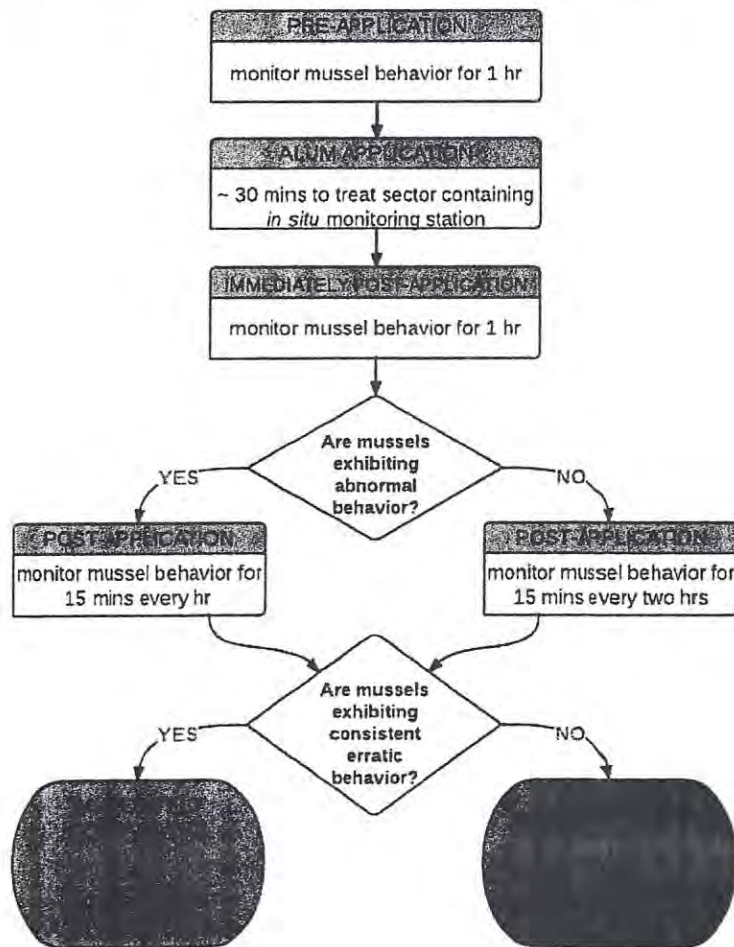 PRE-APPLICATION
monitor mussel behavior for 1 hr
ALUM APPLICATION
~ 30 mins to treat sector containing
in situ monitoring station
IMMEDIATELY POST-APPLICATION
monitor mussel behavior for 1 hr
Are mussels
exhibiting
abnormal
behavior?
YES
NO
POST-APPLICATION
monitor mussel behavior for
15 mins every hr
POST-APPLICATION
monitor mussel behavior for
15 mins every two hrs
Are mussels
exhibiting
consistent
erratic
behavior?
YES
NO